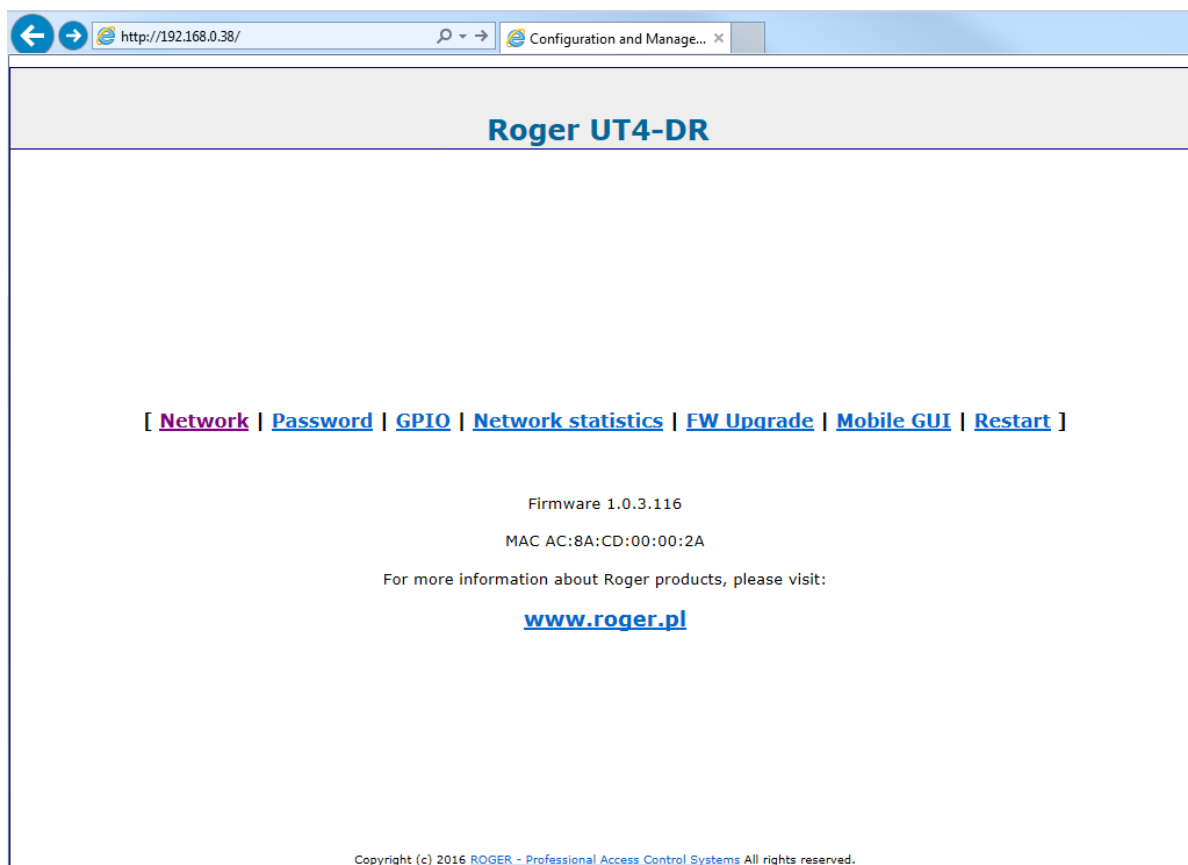 http://192.168.0.38/
Configuration and Manage...
Roger UT4-DR
[ Network | Password | GPIO | Network statistics | FW Upgrade | Mobile GUI | Restart ]
Firmware 1.0.3.116
MAC AC:8A:CD:00:00:2A
For more information about Roger products, please visit:
www.roger.pl
Copyright (c) 2016 ROGER - Professional Access Control Systems All rights reserved.